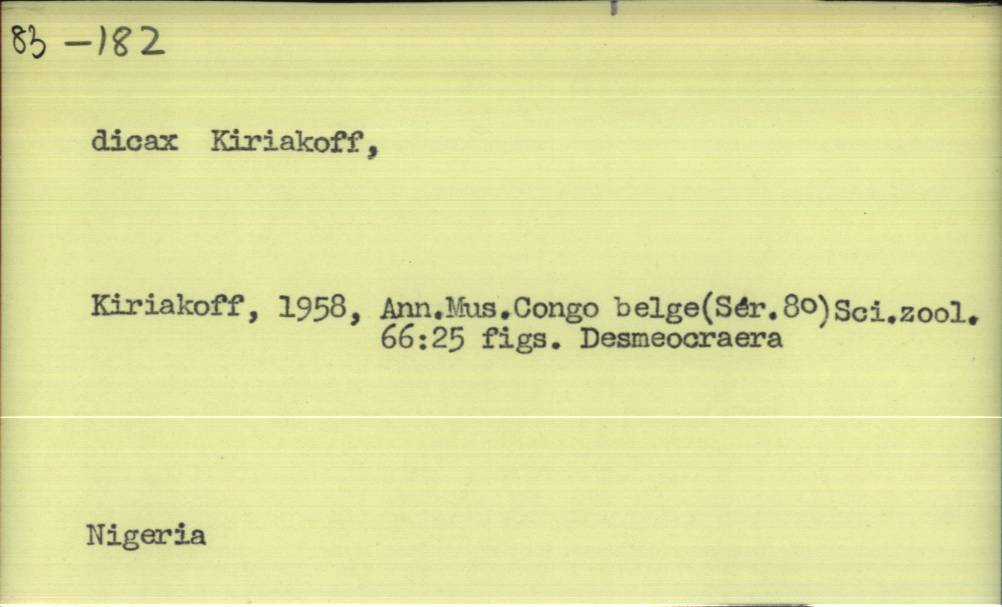 83 -182
dicax Kiriakoff,
Kiriakoff, 1958, Ann.Mus.Congo belge(Sér.8o)Sci.zool.
66:25 figs. Desmeocraera
Nigeria